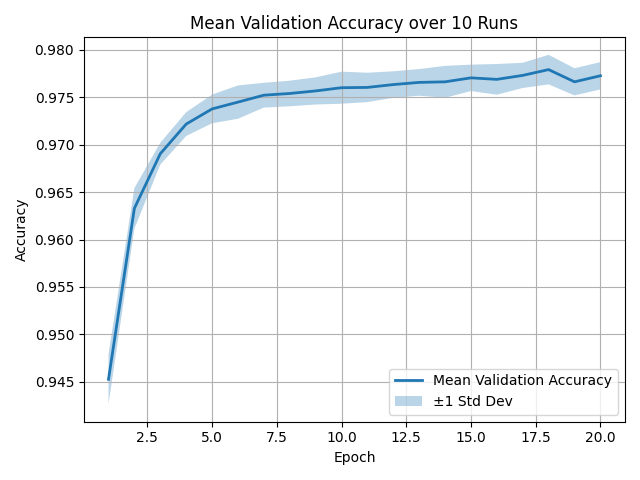 Mean Validation Accuracy over 10 Runs
0.980
0.975
0.970
0.965
0.960
0.955
0.950
0.945
Accuracy
Mean Validation Accuracy
±1 Std Dev
2.5 5.0 7.5 10.0 12.5 15.0 17.5 20.0
Epoch